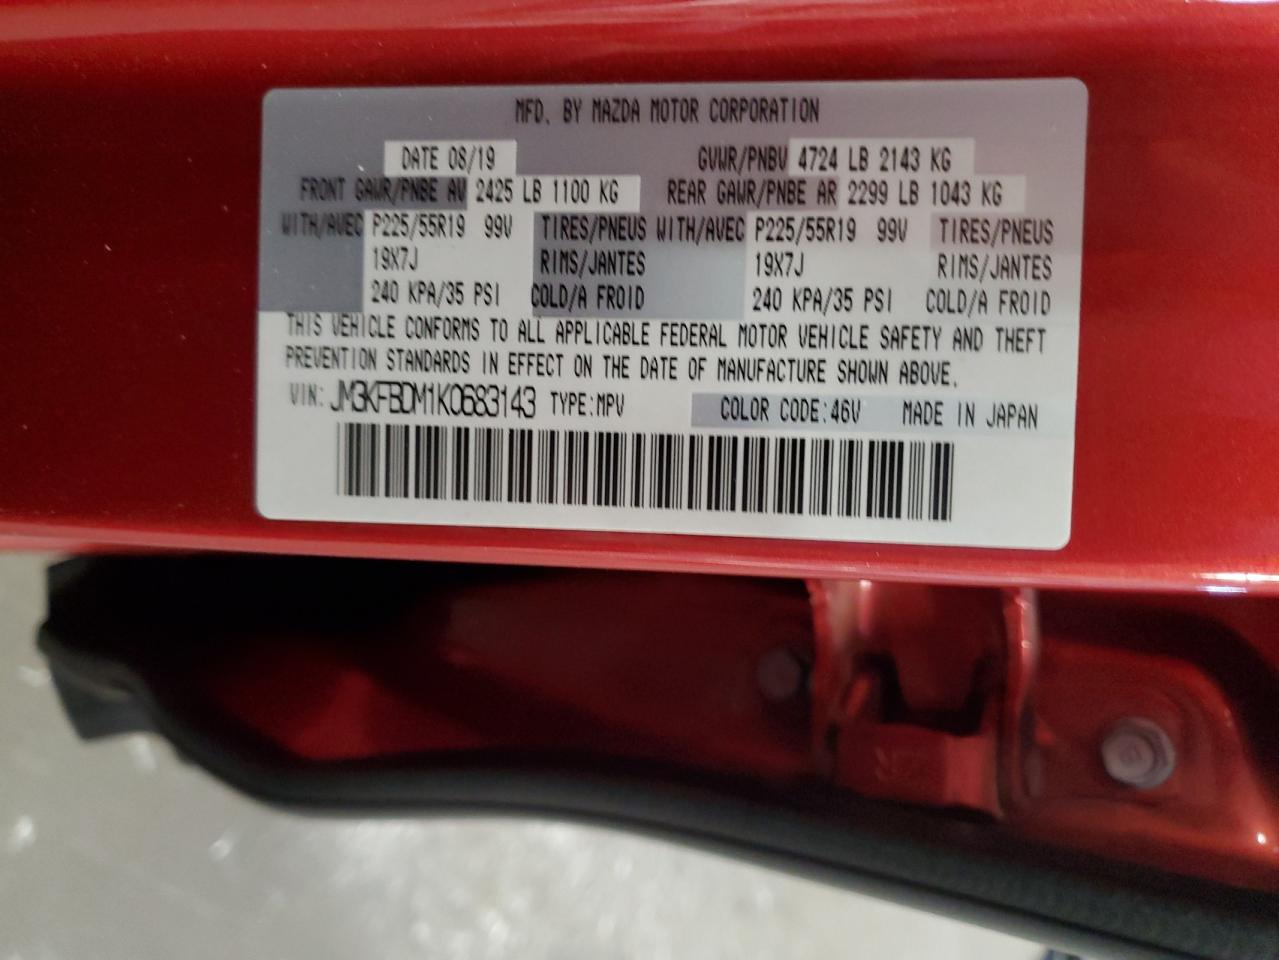 MFD. BY MAZDA MOTOR CORPORATION
DATE 08/19 GVWR/PNBV 4724 LB 2143 KG
FRONT GAWR/PNBE AV 2425 LB 1100 KG REAR GAWR/PNBE AR 2299 LB 1043 KG
WITH/AVEC P225/55R19 99V TIRES/PNEUS WITH/AVEC P225/55R19 99V TIRES/PNEUS
19X7J RIMS/JANTES 19X7J RIMS/JANTES
240 KPA/35 PSI COLD/A FROID 240 KPA/35 PSI COLD/A FROID
THIS VEHICLE CONFORMS TO ALL APPLICABLE FEDERAL MOTOR VEHICLE SAFETY AND THEFT
PREVENTION STANDARDS IN EFFECT ON THE DATE OF MANUFACTURE SHOWN ABOVE.
VIN: JM3KFBDM1K0683143 TYPE:MPV COLOR CODE:46V MADE IN JAPAN